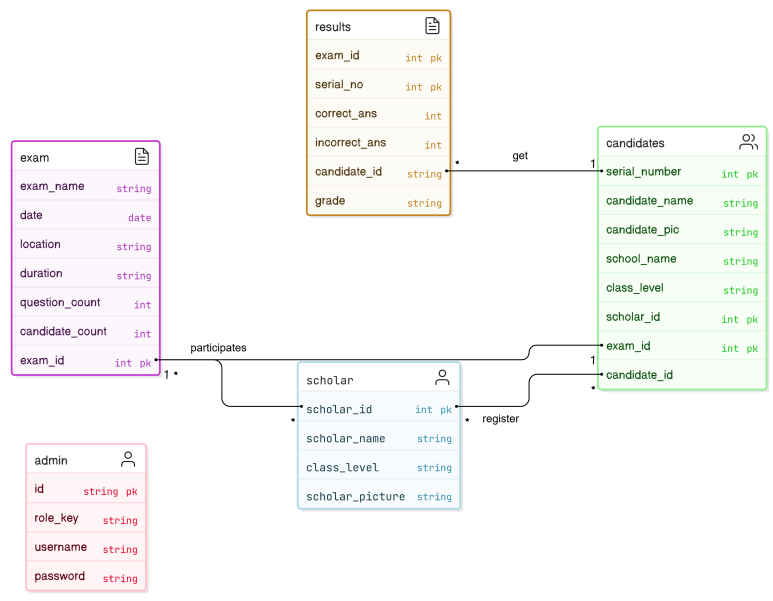 results
exam_id int pk
serial_no int pk
correct_ans int
incorrect_ans int
candidate_id string
grade string
* get 1
candidates
serial_number int pk
candidate_name string
candidate_pic string
school_name string
class_level string
scholar_id int pk
exam_id int pk
candidate_id
exam
exam_name string
date date
location string
duration string
question_count int
candidate_count int
exam_id int pk
participates
1 *
1
*
scholar
scholar_id int pk
scholar_name string
class_level string
scholar_picture string
*
* register
admin
id string pk
role_key string
username string
password string